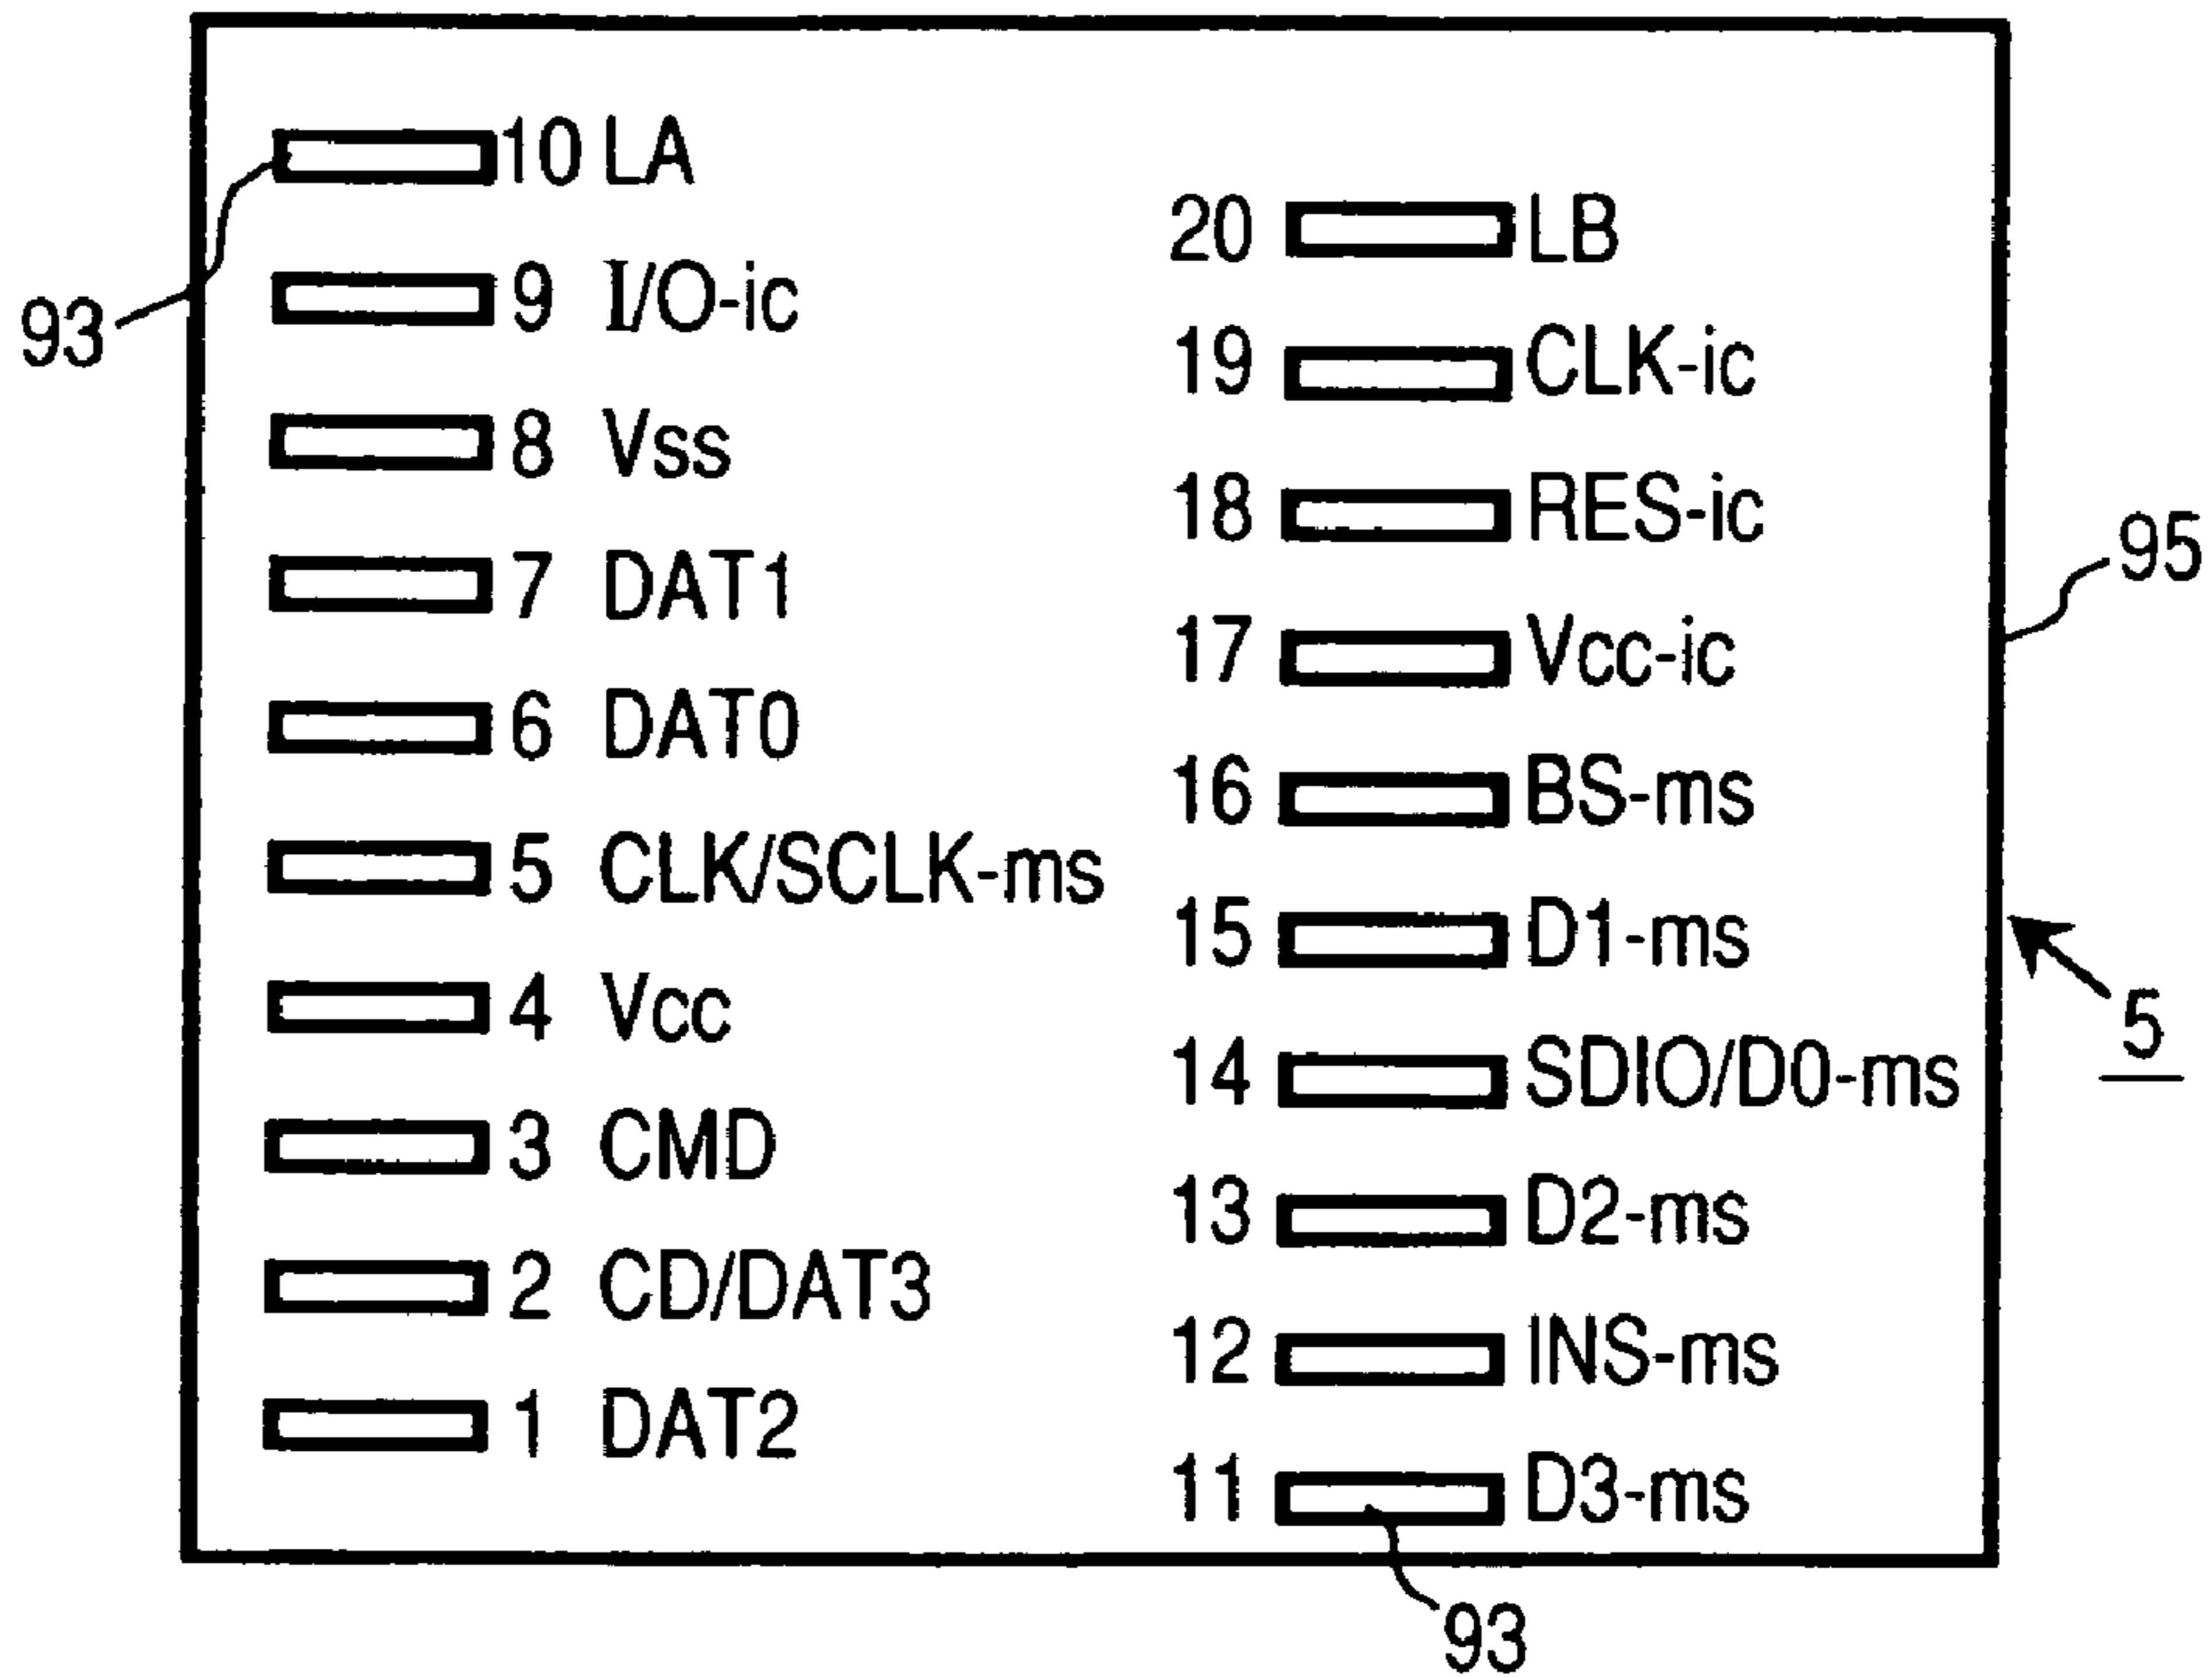 10 LA
20 LB
93
9 I/O-ic
19 CLK-ic
8 Vss
18 RES-ic
95
7 DAT1
17 Vcc-ic
6 DAT0
16 BS-ms
5 CLK/SCLK-ms
15 D1-ms
4 Vcc
5
14 SDIO/D0-ms
3 CMD
13 D2-ms
2 CD/DAT3
12 INS-ms
1 DAT2
11 D3-ms
93